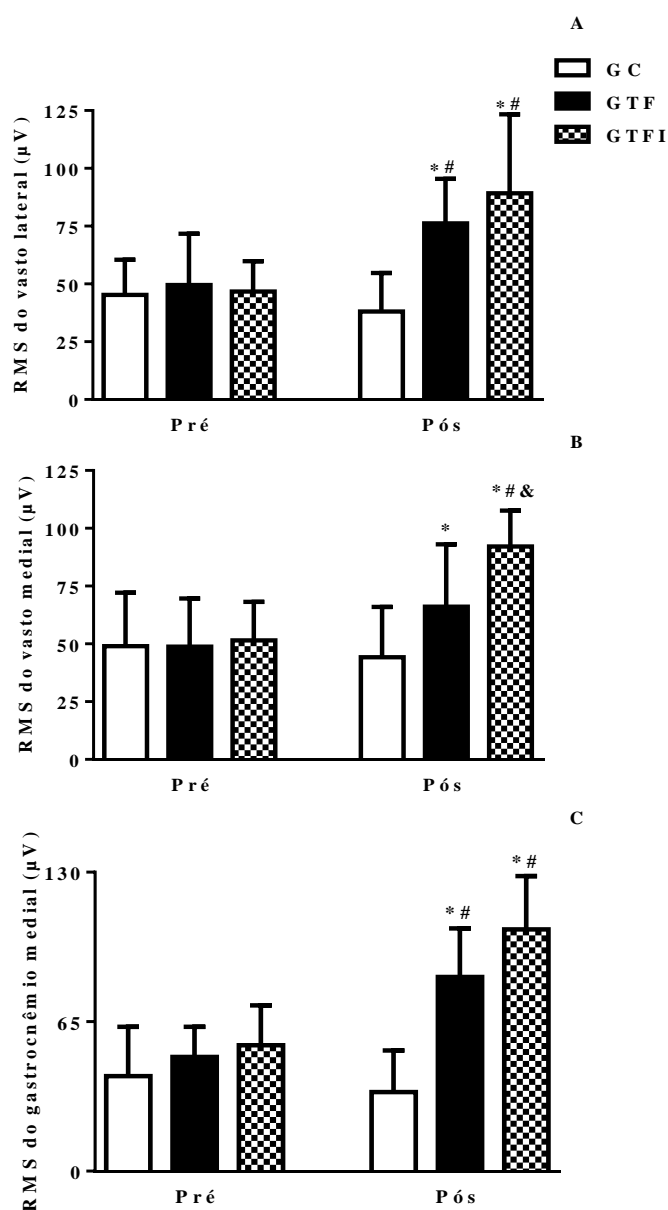 A
GC
GTF
GTFI
RMS do vasto lateral (µV)
125
100
75
50
25
0
*#
*#
Pré
Pós
B
RMS do vasto medial (µV)
125
100
75
50
25
0
*
*#&
Pré
Pós
C
RMS do gastrocnêmio medial (µV)
130
65
0
*#
*#
Pré
Pós